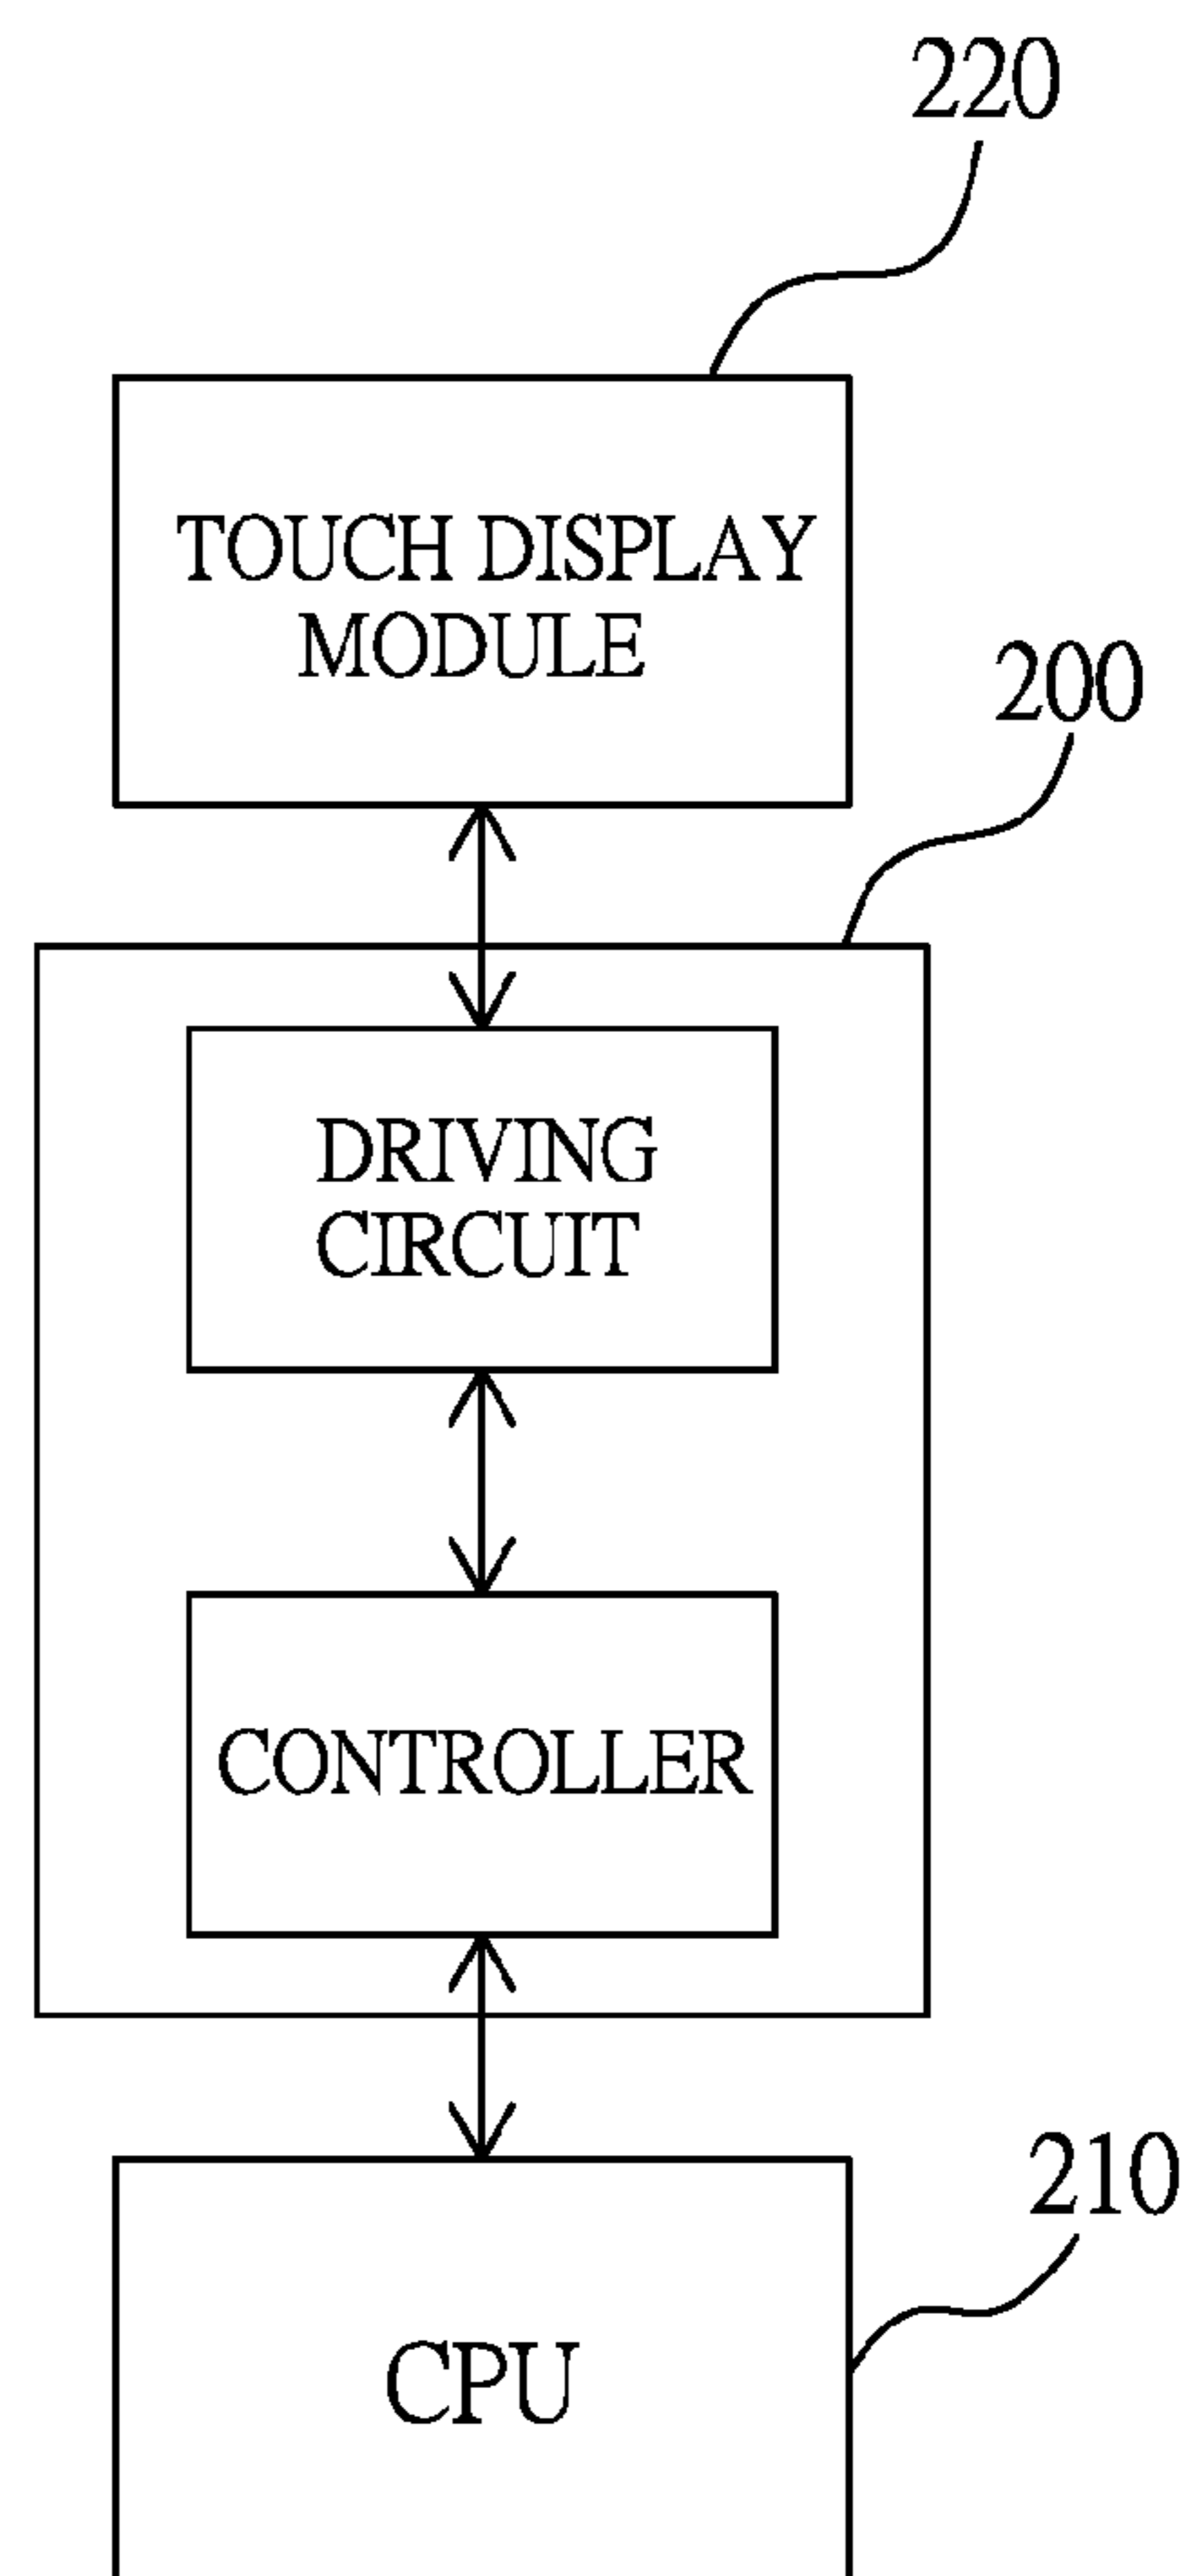 220
TOUCH DISPLAY
MODULE
200
DRIVING
CIRCUIT
CONTROLLER
210
CPU